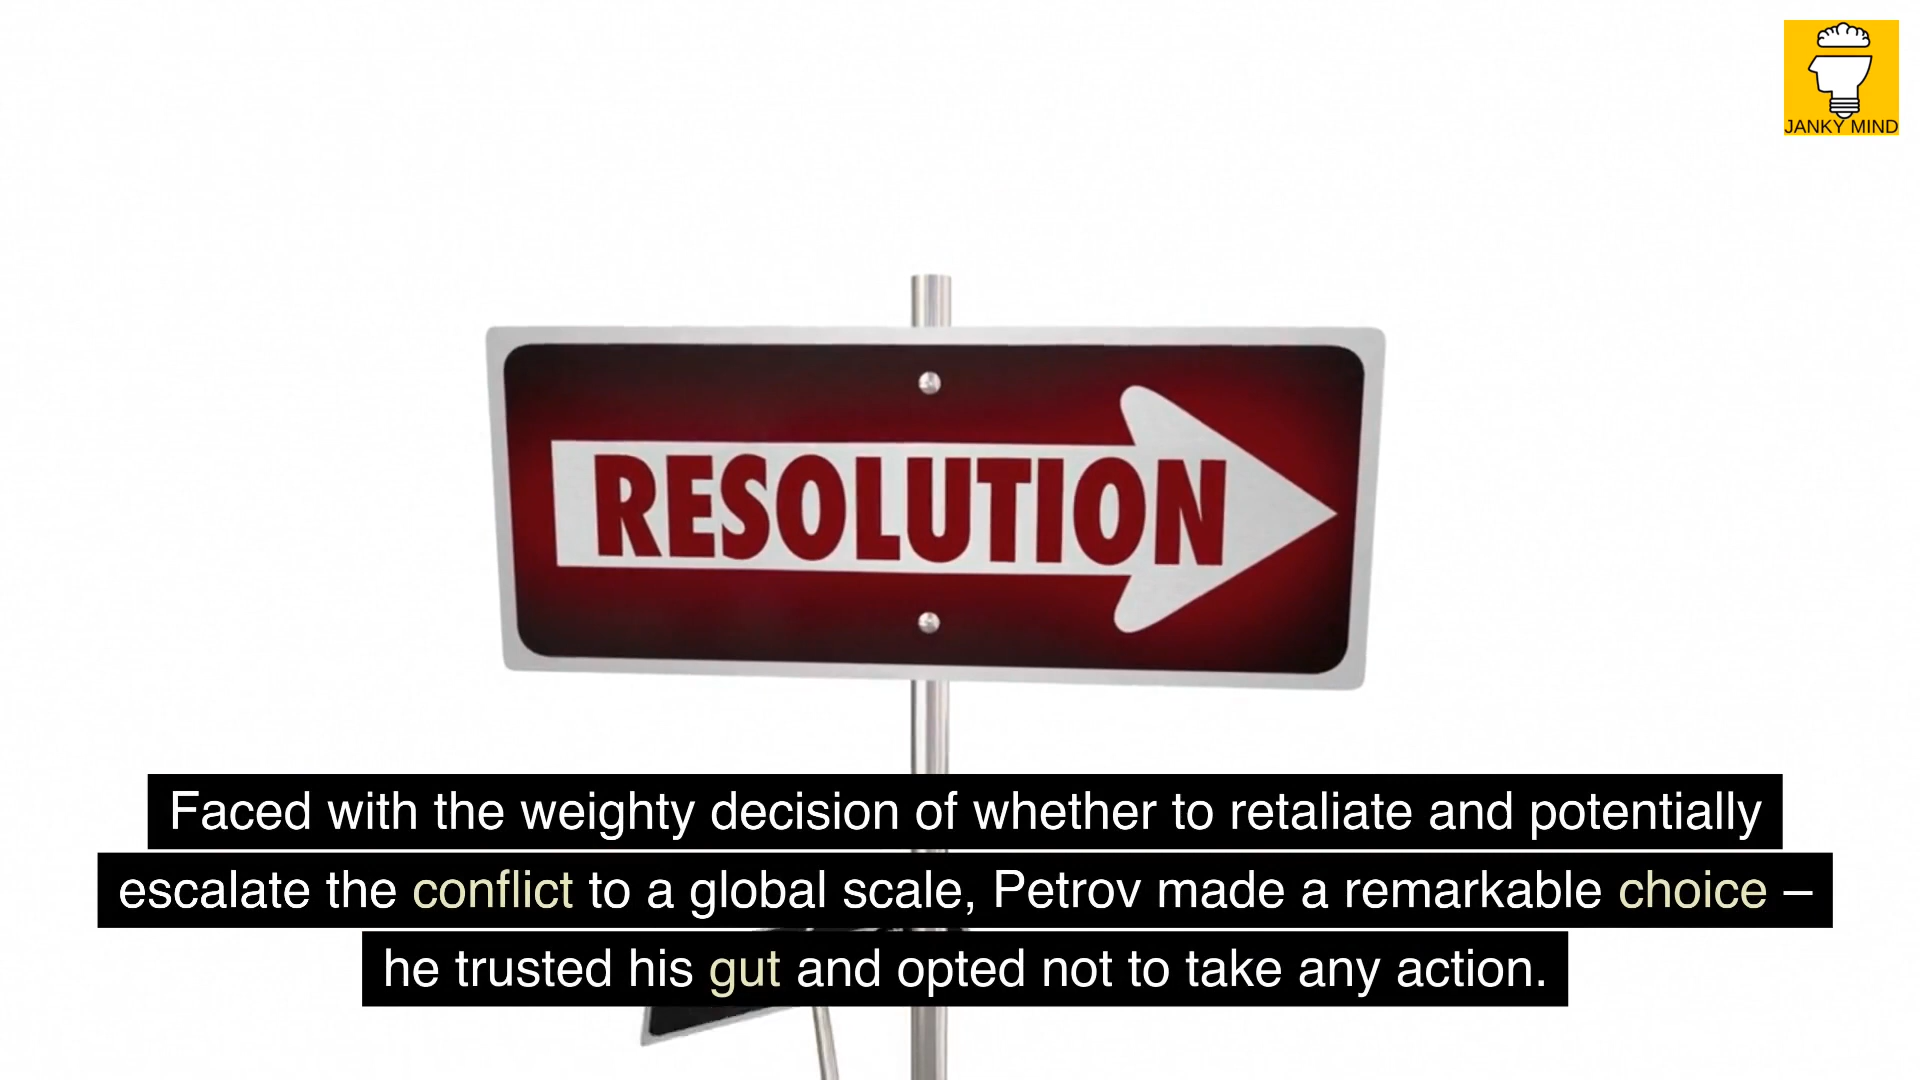 JANKY MIND
RESOLUTION
Faced with the weighty decision of whether to retaliate and potentially
escalate the conflict to a global scale, Petrov made a remarkable choice –
he trusted his gut and opted not to take any action.